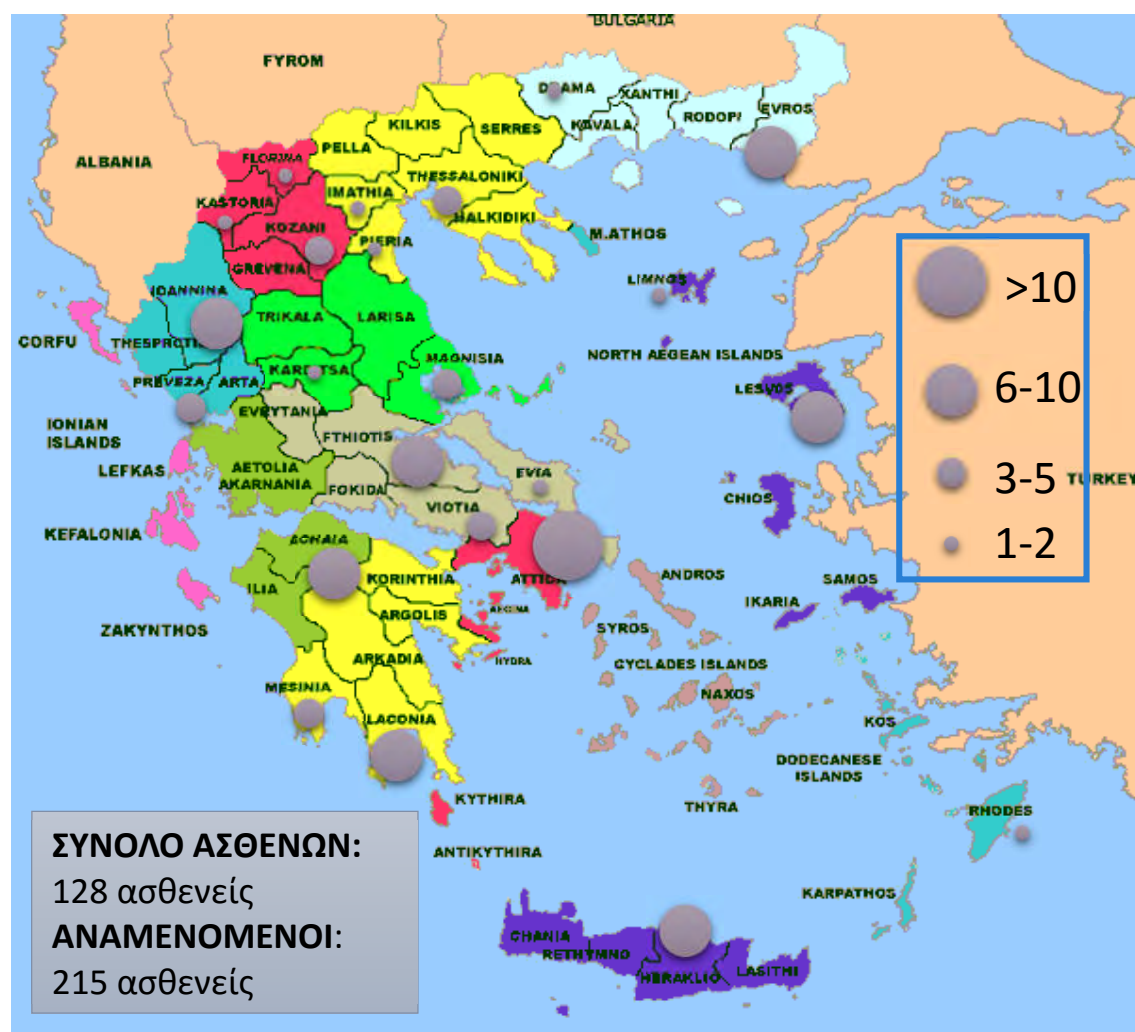 BULGARIA
FYROM
ALBANIA
DRAMA
XANTHI
KAVALA
RODOPI
EVROS
KILKIS
SERRES
PELLA
THESSALONIKI
FLORINA
IMATHIA
KASTORIA
KOZANI
HALKIDIKI
PIERIA
M.ATHOS
GREVENA
LIMNOS
IOANNINA
TRIKALA
LARISA
CORFU
THESPROTIA
NORTH AEGEAN ISLANDS
MAGNISIA
KARDITSA
PREVEZA
ARTA
LESVOS
EVRYTANIA
IONIAN
ISLANDS
FTHIOTIS
LEFKAS
AETOLIA
AKARNANIA
EVIA
FOKIDA
VIOTIA
CHIOS
TURKEY
KEFALONIA
ACHAIA
KORINTHIA
ATTICA
ANDROS
SAMOS
ILIA
IKARIA
AEGINA
ARGOLIS
ZAKYNTHOS
SYROS
HYDRA
ARKADIA
CYCLADES ISLANDS
MESINIA
NAXOS
LACONIA
KOS
DODECANESE
ISLANDS
KYTHIRA
THYRA
RHODES
ANTIKYTHIRA
KARPATHOS
CHANIA
RETHYMNO
HERAKLIO
LASITHI
>10
6-10
3-5
1-2
ΣΥΝΟΛΟ ΑΣΘΕΝΩΝ:
128 ασθενείς
ΑΝΑΜΕΝΟΜΕΝΟΙ:
215 ασθενείς